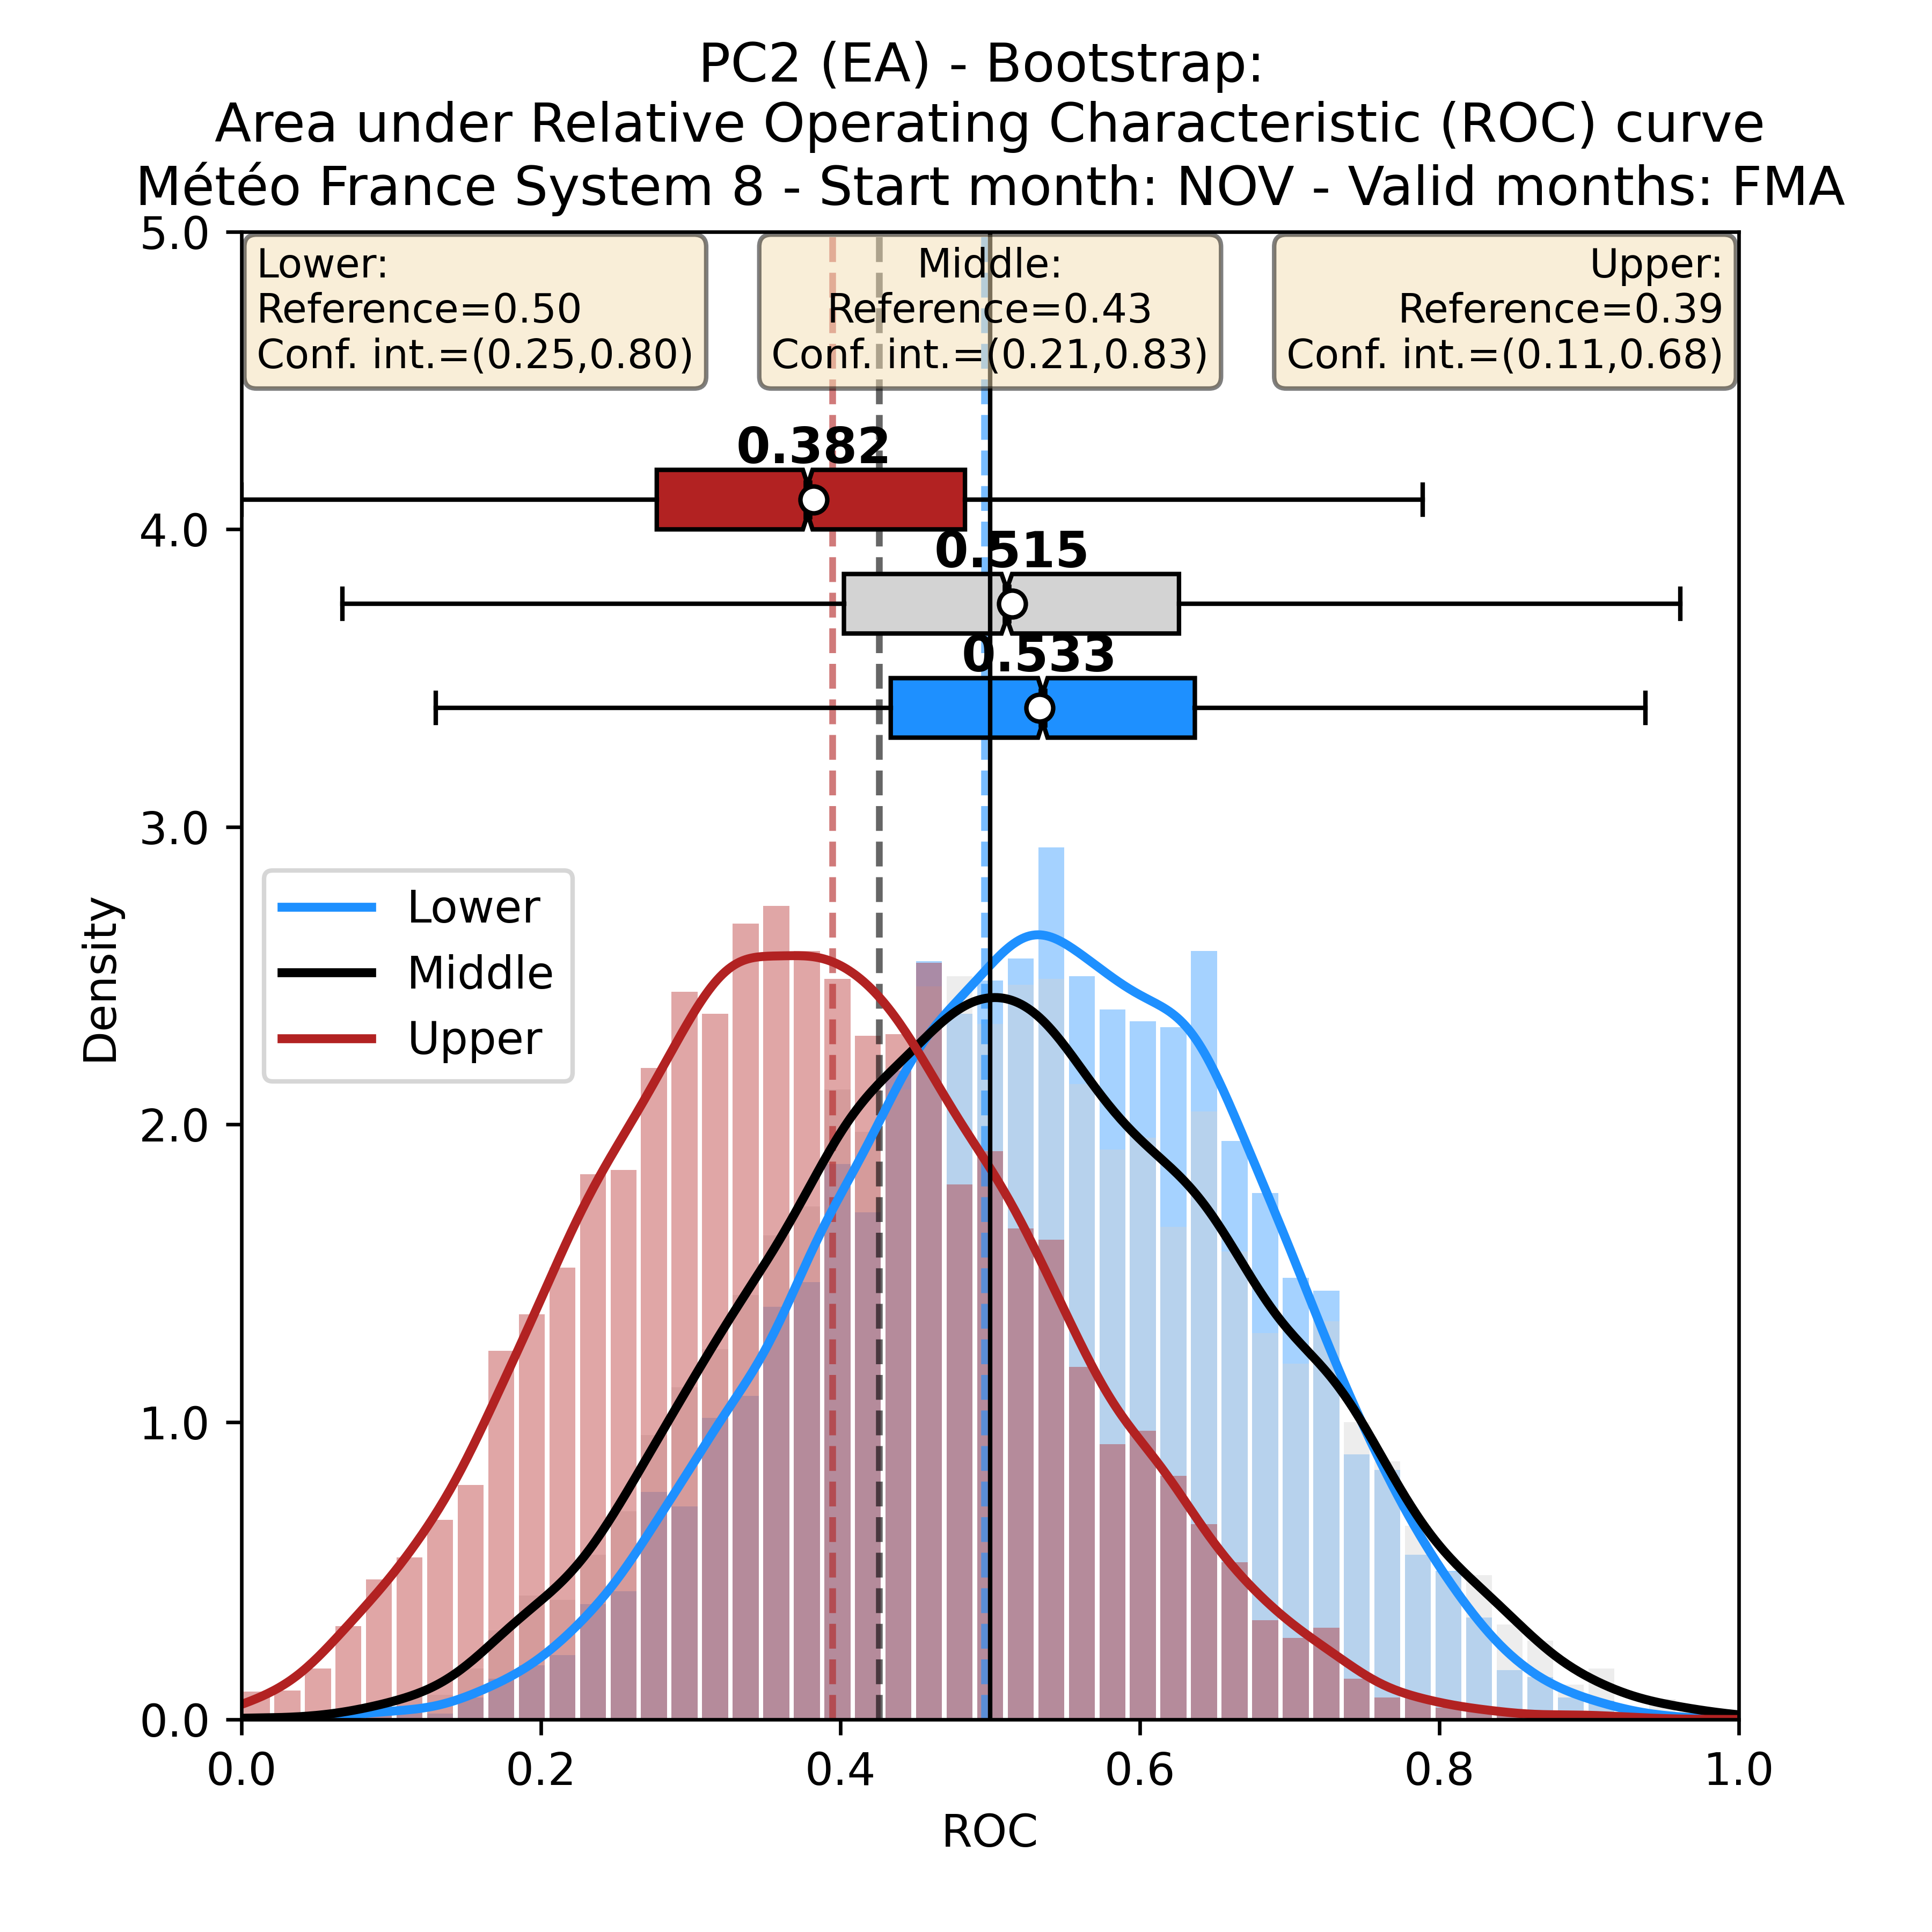 PC2 (EA) - Bootstrap:
Area under Relative Operating Characteristic (ROC) curve
Météo France System 8 - Start month: NOV - Valid months: FMA
5.0
Lower:
Reference=0.50
Conf. int.=(0.25,0.80)
Middle:
Reference=0.43
Conf. int.=(0.21,0.83)
Upper:
Reference=0.39
Conf. int.=(0.11,0.68)
0.382
4.0
0.515
0.533
3.0
Lower
Middle
Upper
Density
2.0
1.0
0.0
0.0 0.2 0.4 0.6 0.8 1.0
ROC